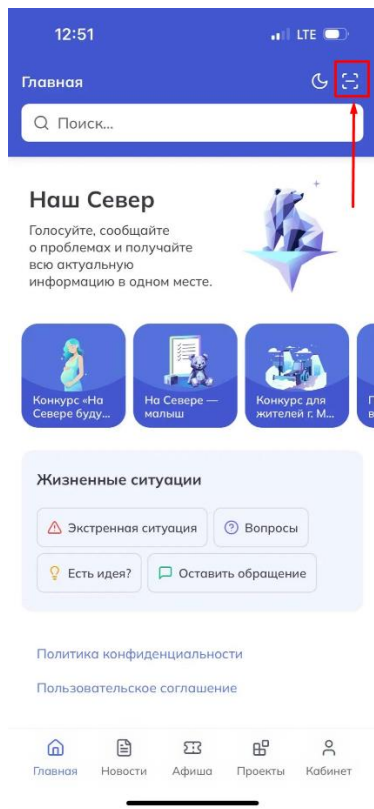 12:51
LTE
Главная
Поиск...
Наш Север
Голосуйте, сообщайте
о проблемах и получайте
всю актуальную
информацию в одном месте.
Конкурс «На
Севере буду...
На Севере —
малыш
Конкурс для
жителей г. М...
Жизненные ситуации
Экстренная ситуация
Вопросы
Есть идея?
Оставить обращение
Политика конфиденциальности
Пользовательское соглашение
Главная
Новости
Афиша
Проекты
Кабинет